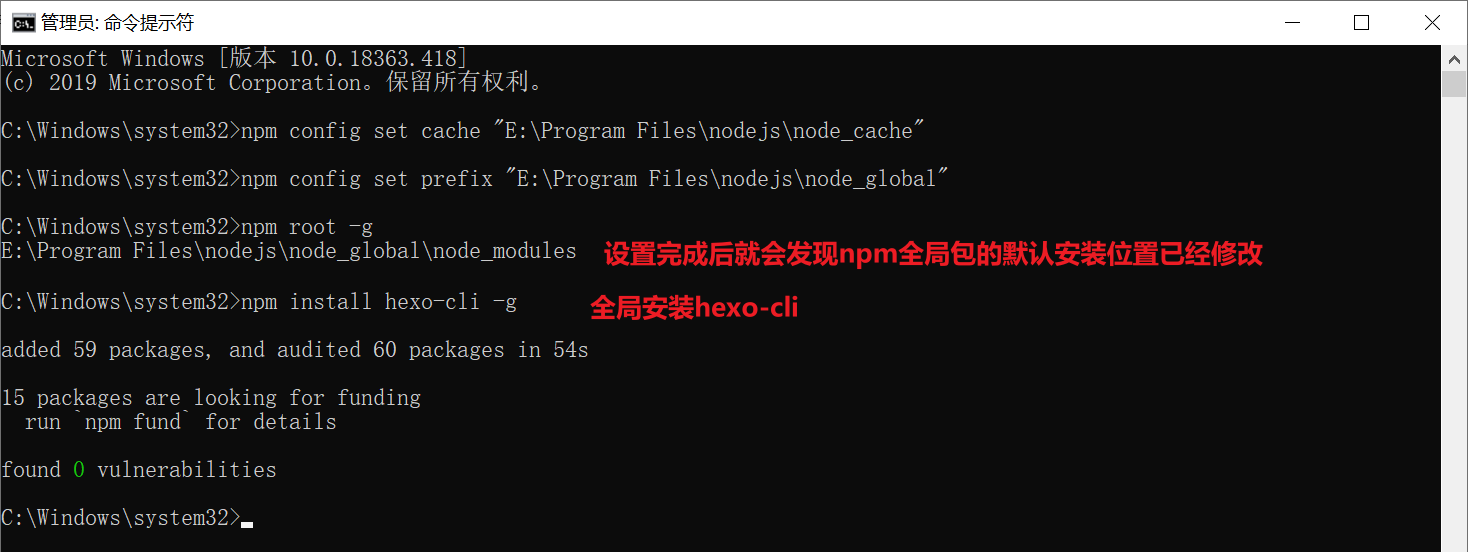 管理员: 命令提示符
Microsoft Windows [版本 10.0.18363.418]
(c) 2019 Microsoft Corporation。保留所有权利。
C:\Windows\system32>npm config set cache "E:\Program Files\nodejs\node_cache"
C:\Windows\system32>npm config set prefix "E:\Program Files\nodejs\node_global"
C:\Windows\system32>npm root -g
E:\Program Files\nodejs\node_global\node_modules 设置完成后就会发现npm全局包的默认安装位置已经修改
C:\Windows\system32>npm install hexo-cli -g 全局安装hexo-cli
added 59 packages, and audited 60 packages in 54s
15 packages are looking for funding
run `npm fund` for details
found 0 vulnerabilities
C:\Windows\system32>